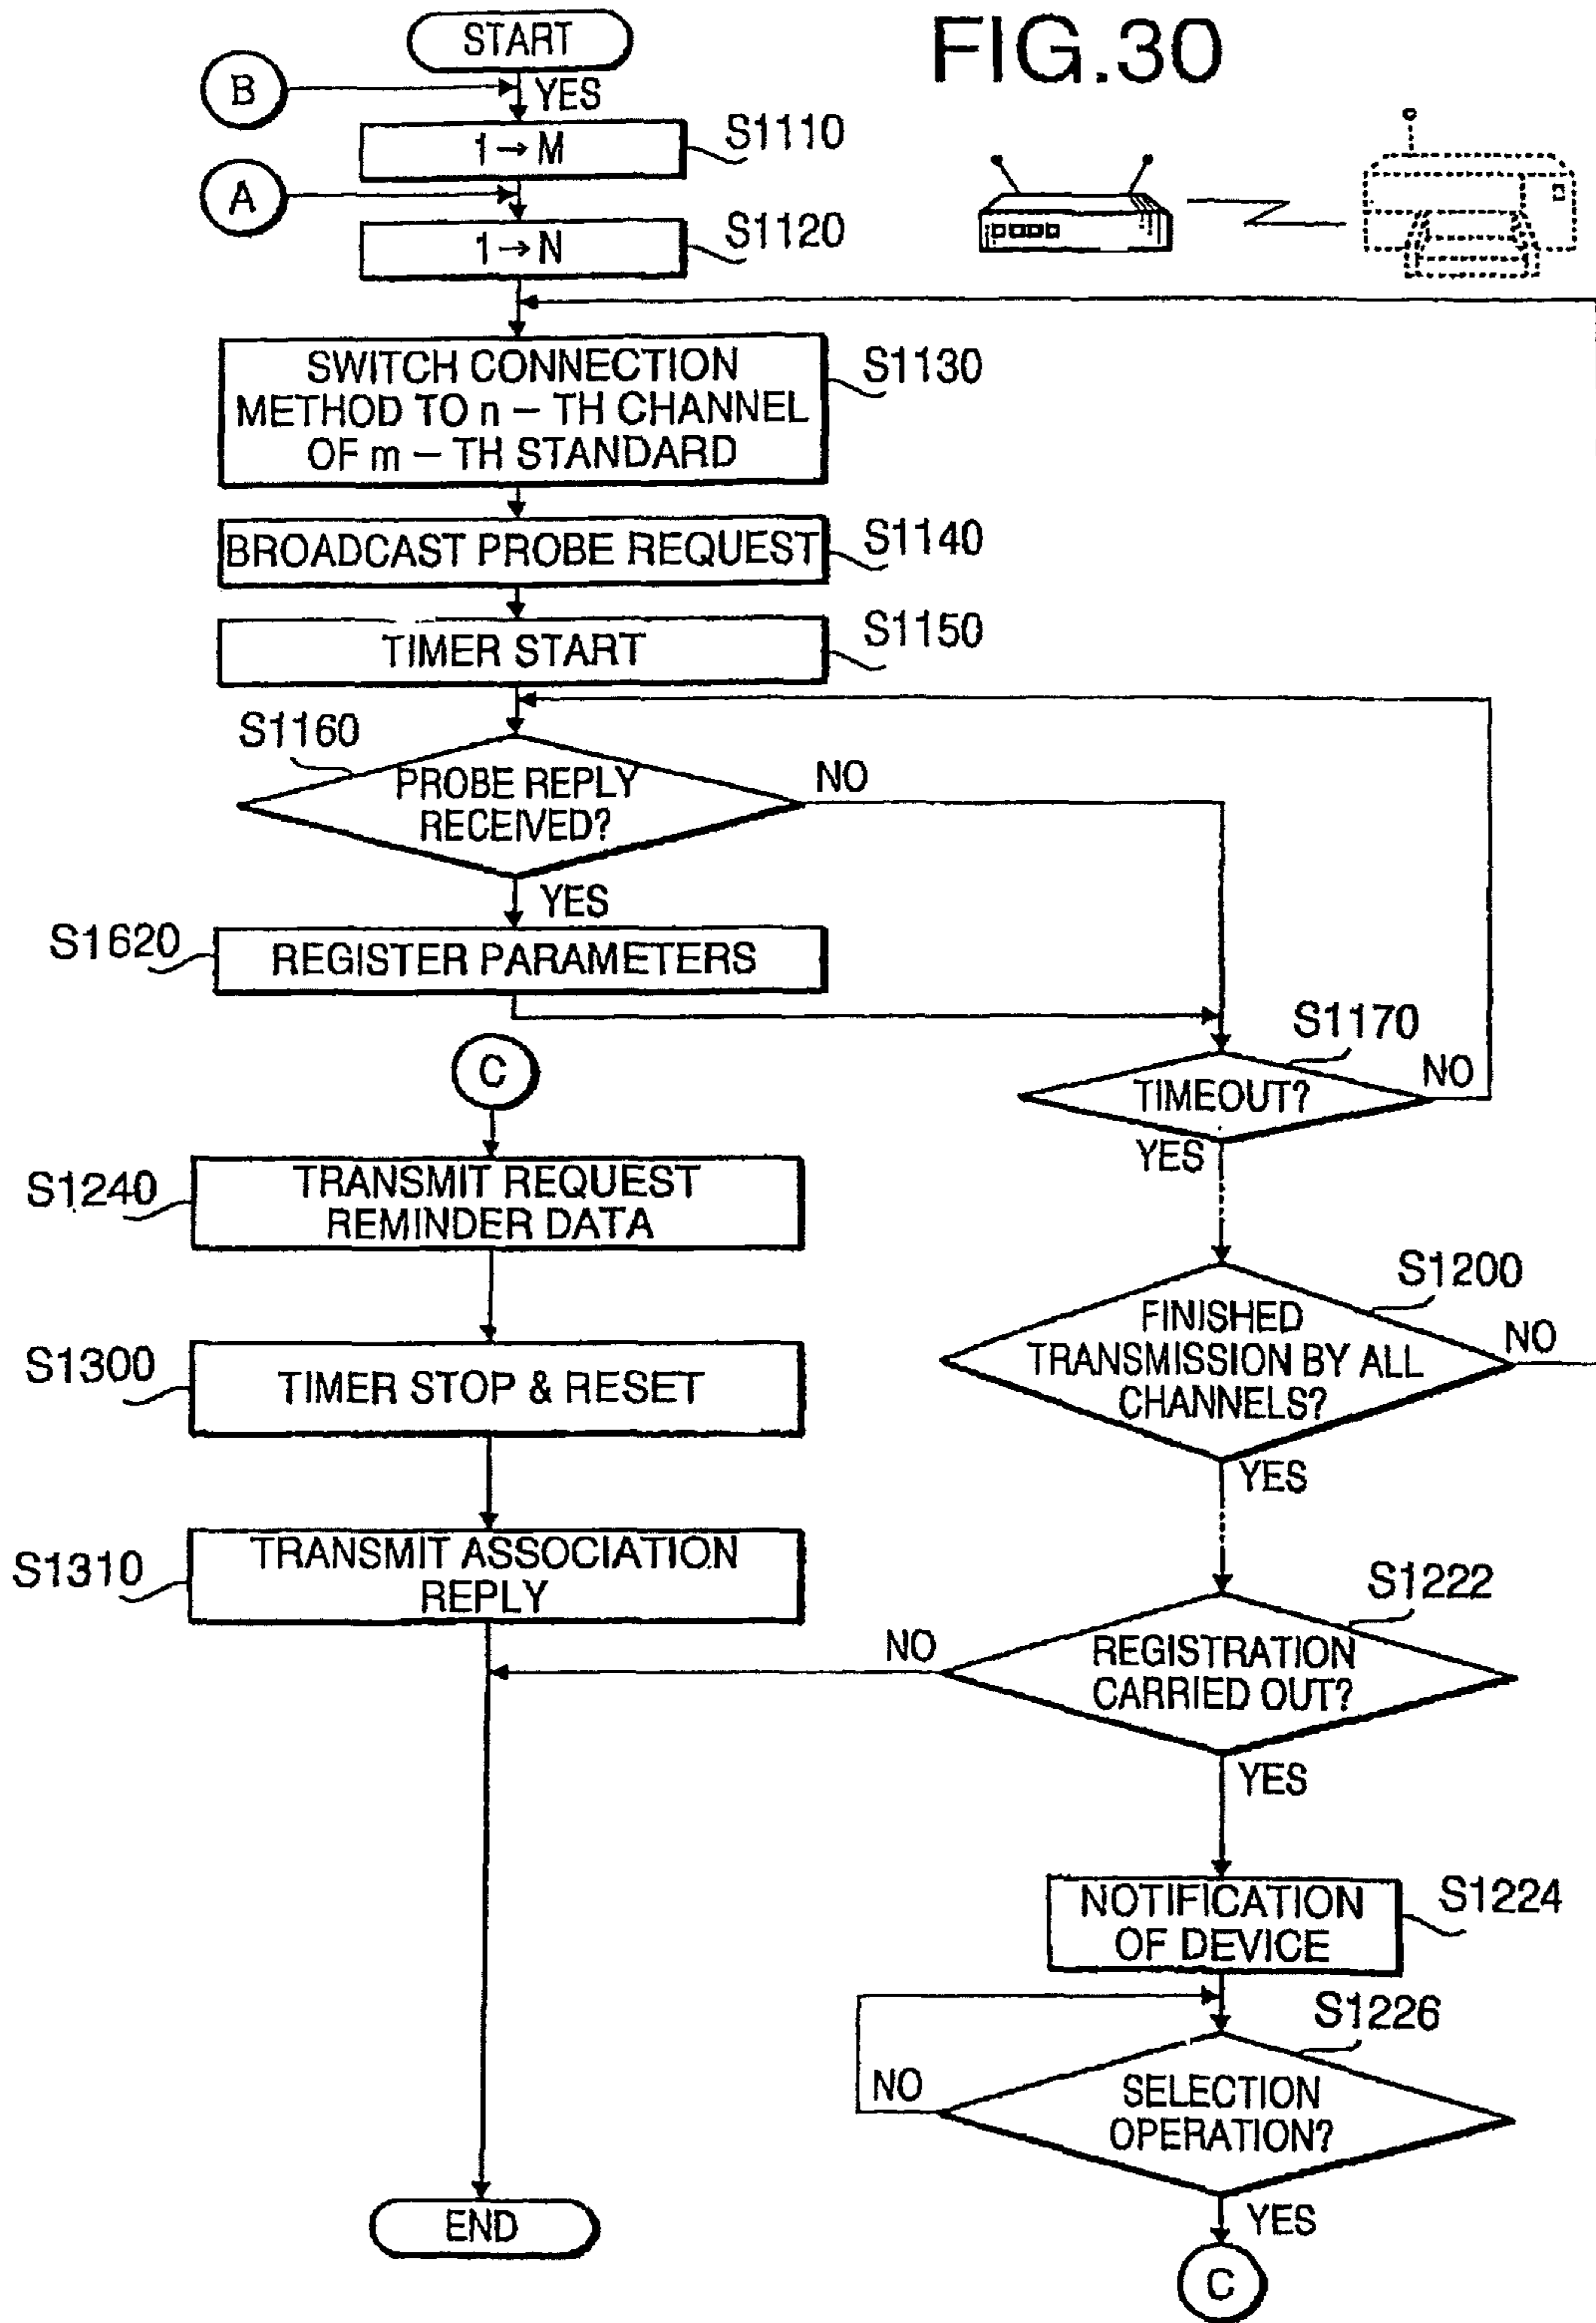 FIG.30
START
B
YES
1→M
S1110
A
1→N
S1120
SWITCH CONNECTION
METHOD TO n – TH CHANNEL
OF m – TH STANDARD
S1130
BROADCAST PROBE REQUEST
S1140
TIMER START
S1150
S1160
PROBE REPLY
RECEIVED?
NO
YES
S1620
REGISTER PARAMETERS
S1170
TIMEOUT?
NO
YES
C
S1240
TRANSMIT REQUEST
REMINDER DATA
S1200
FINISHED
TRANSMISSION BY ALL
CHANNELS?
NO
YES
S1300
TIMER STOP & RESET
S1310
TRANSMIT ASSOCIATION
REPLY
S1222
REGISTRATION
CARRIED OUT?
NO
YES
NOTIFICATION
OF DEVICE
S1224
S1226
SELECTION
OPERATION?
NO
YES
END
C